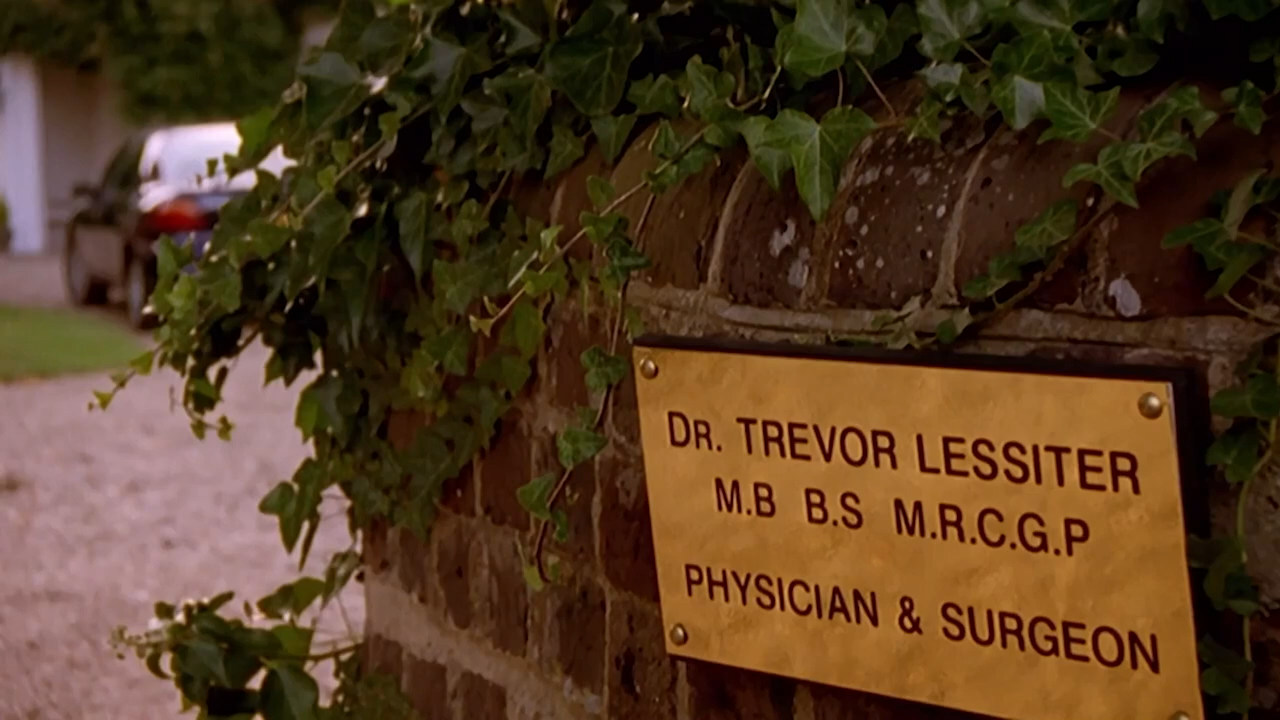 DR. TREVOR LESSITER
M.B B.S M.R.C.G.P
PHYSICIAN & SURGEON